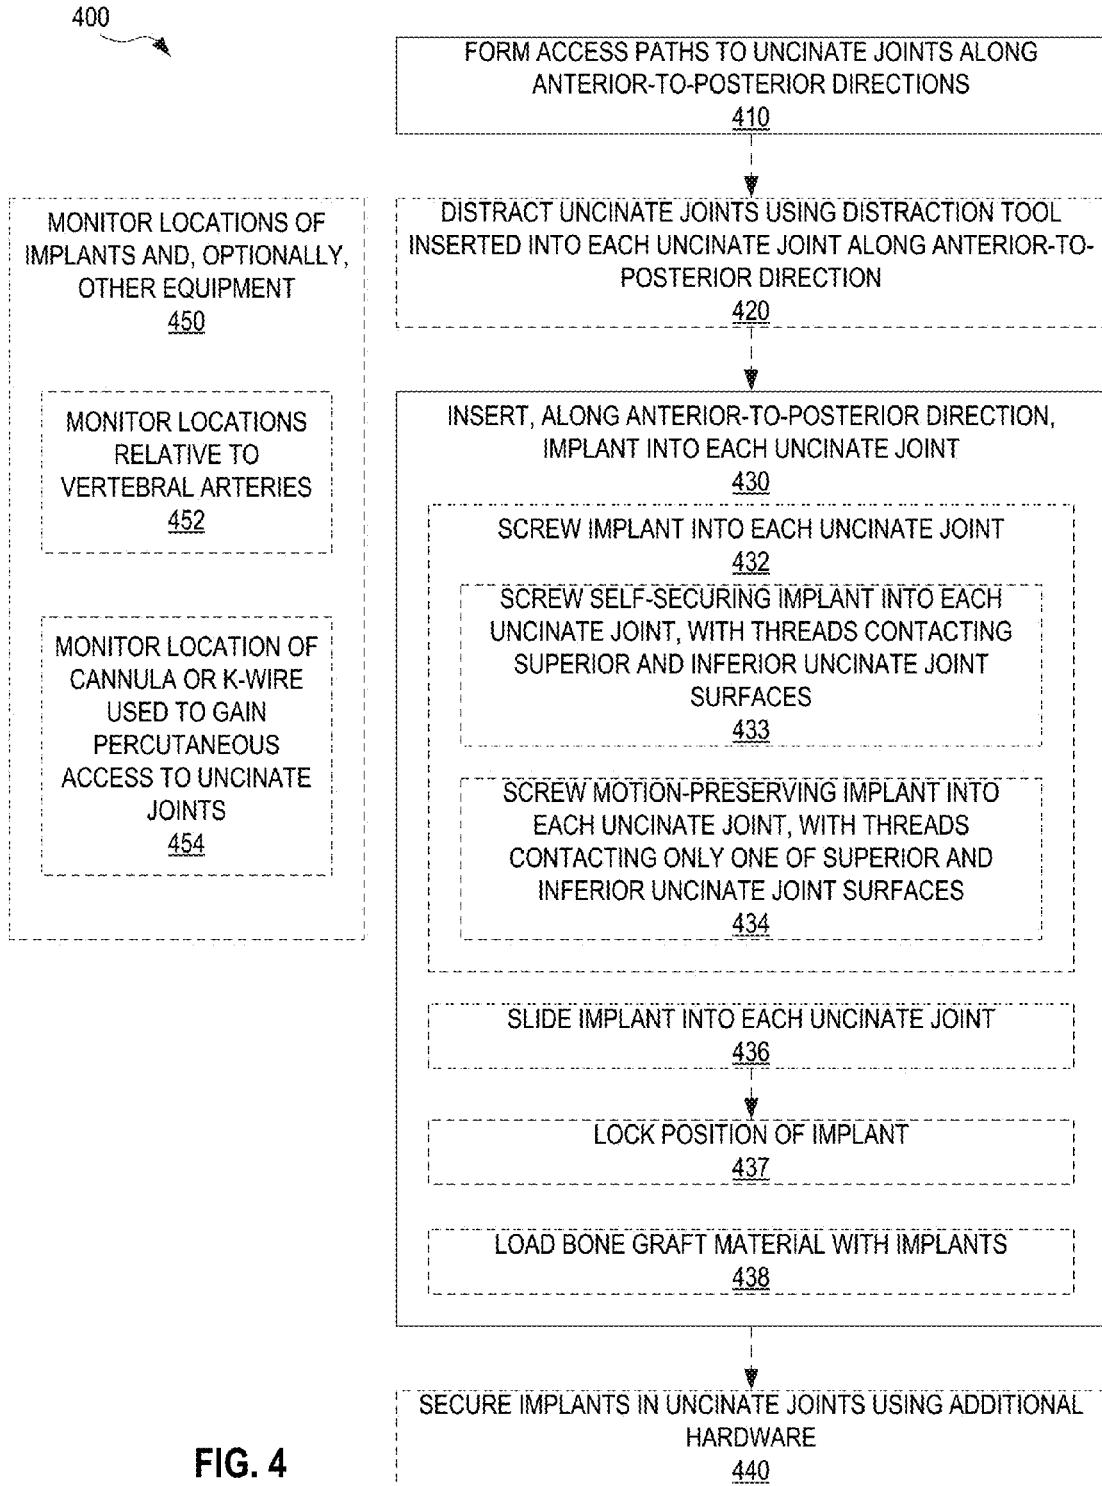 400
FORM ACCESS PATHS TO UNCINATE JOINTS ALONG
ANTERIOR-TO-POSTERIOR DIRECTIONS
410
DISTRACT UNCINATE JOINTS USING DISTRACTION TOOL
INSERTED INTO EACH UNCINATE JOINT ALONG ANTERIOR-TO-
POSTERIOR DIRECTION
420
MONITOR LOCATIONS OF
IMPLANTS AND, OPTIONALLY,
OTHER EQUIPMENT
450
MONITOR LOCATIONS
RELATIVE TO
VERTEBRAL ARTERIES
452
MONITOR LOCATION OF
CANNULA OR K-WIRE
USED TO GAIN
PERCUTANEOUS
ACCESS TO UNCINATE
JOINTS
454
INSERT, ALONG ANTERIOR-TO-POSTERIOR DIRECTION,
IMPLANT INTO EACH UNCINATE JOINT
430
SCREW IMPLANT INTO EACH UNCINATE JOINT
432
SCREW SELF-SECURING IMPLANT INTO EACH
UNCINATE JOINT, WITH THREADS CONTACTING
SUPERIOR AND INFERIOR UNCINATE JOINT
SURFACES
433
SCREW MOTION-PRESERVING IMPLANT INTO
EACH UNCINATE JOINT, WITH THREADS
CONTACTING ONLY ONE OF SUPERIOR AND
INFERIOR UNCINATE JOINT SURFACES
434
SLIDE IMPLANT INTO EACH UNCINATE JOINT
436
LOCK POSITION OF IMPLANT
437
LOAD BONE GRAFT MATERIAL WITH IMPLANTS
438
SECURE IMPLANTS IN UNCINATE JOINTS USING ADDITIONAL
HARDWARE
440
FIG. 4